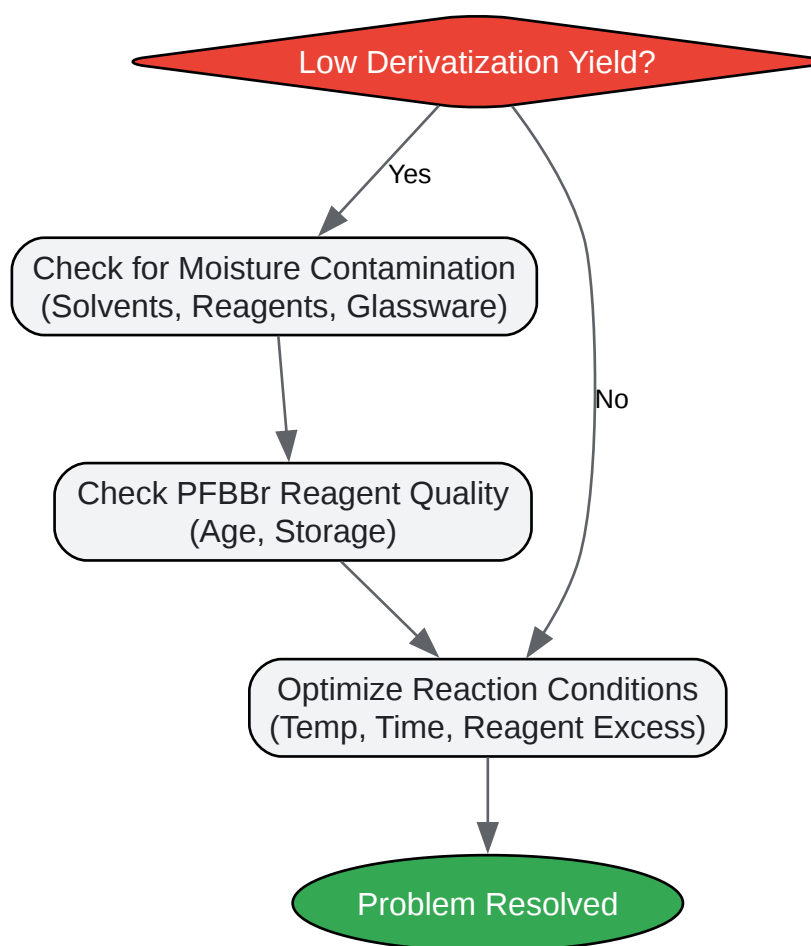 Low Derivatization Yield?
Yes
Check for Moisture Contamination
(Solvents, Reagents, Glassware)
No
Check PFBBr Reagent Quality
(Age, Storage)
Optimize Reaction Conditions
(Temp, Time, Reagent Excess)
Problem Resolved